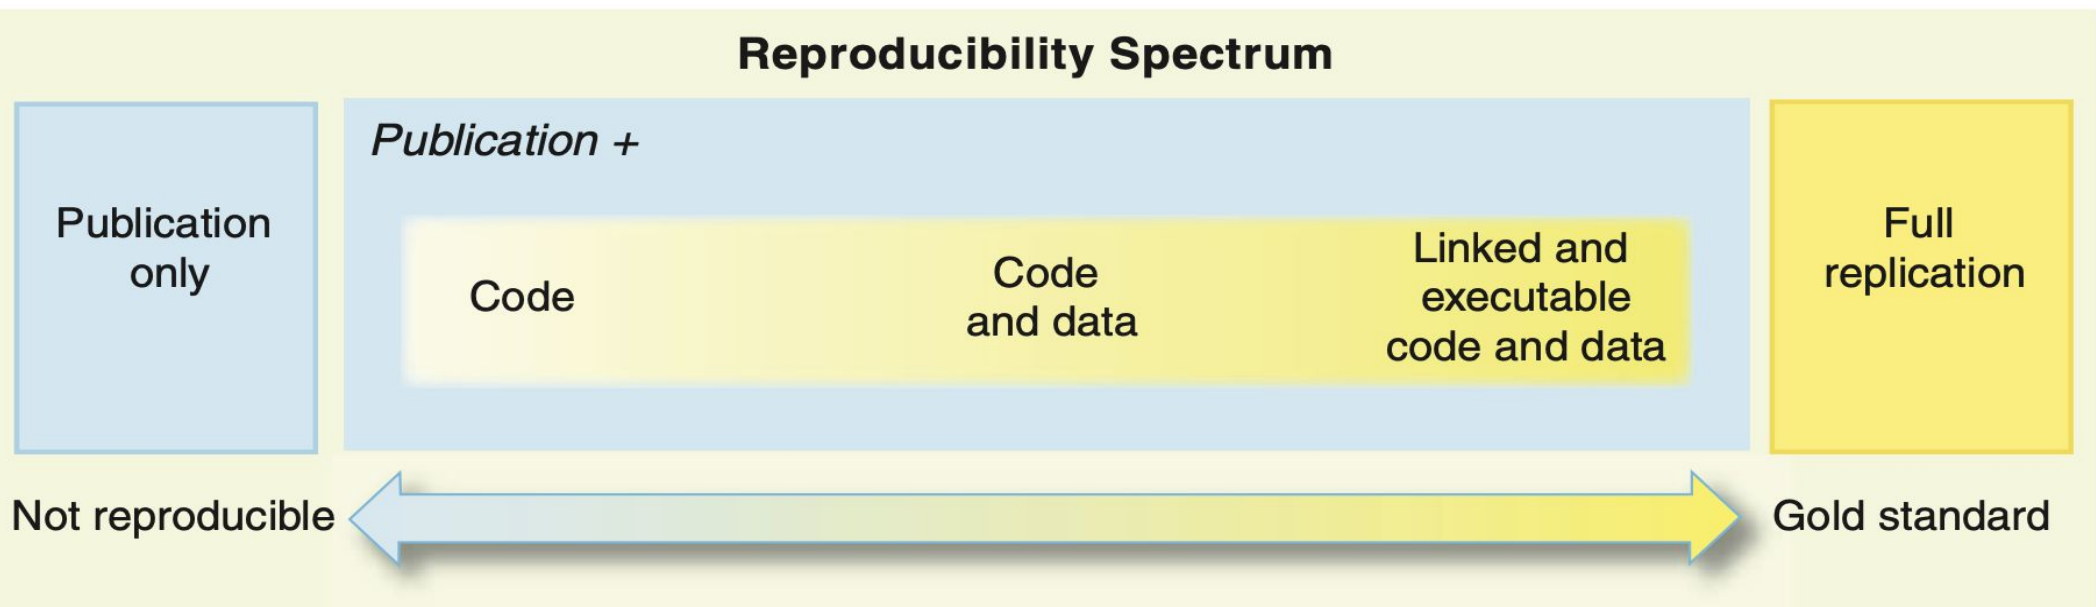 Reproducibility Spectrum
Publication
only
Publication +
Code
Code
and data
Linked and
executable
code and data
Full
replication
Not reproducible
Gold standard